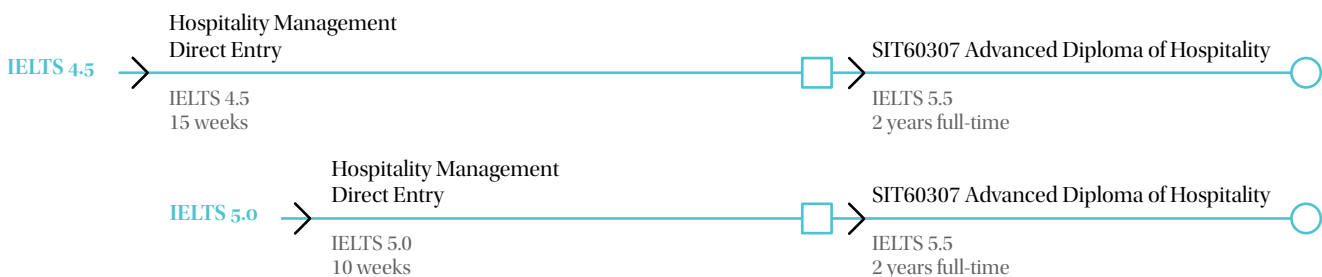 Hospitality Management
Direct Entry
IELTS 4.5
SIT60307 Advanced Diploma of Hospitality
IELTS 4.5
15 weeks
IELTS 5.5
2 years full-time
Hospitality Management
Direct Entry
IELTS 5.0
SIT60307 Advanced Diploma of Hospitality
IELTS 5.0
10 weeks
IELTS 5.5
2 years full-time